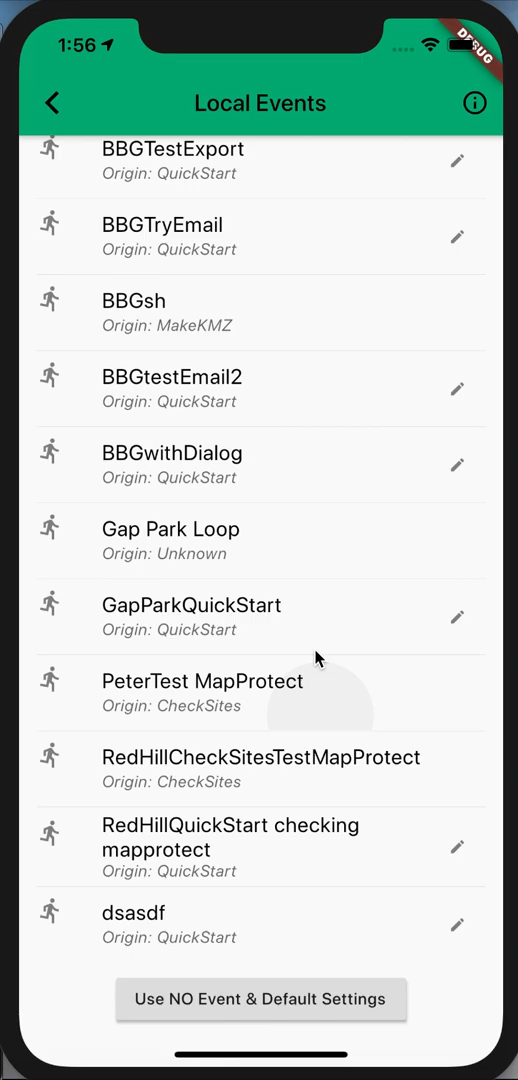 1:56
DEBUG
Local Events
BBGTestExport
Origin: QuickStart
BBGTryEmail
Origin: QuickStart
BBGsh
Origin: MakeKMZ
BBGtestEmail2
Origin: QuickStart
BBGwithDialog
Origin: QuickStart
Gap Park Loop
Origin: Unknown
GapParkQuickStart
Origin: QuickStart
PeterTest MapProtect
Origin: CheckSites
RedHillCheckSitesTestMapProtect
Origin: CheckSites
RedHillQuickStart checking
mapprotect
Origin: QuickStart
dsasdf
Origin: QuickStart
Use NO Event & Default Settings